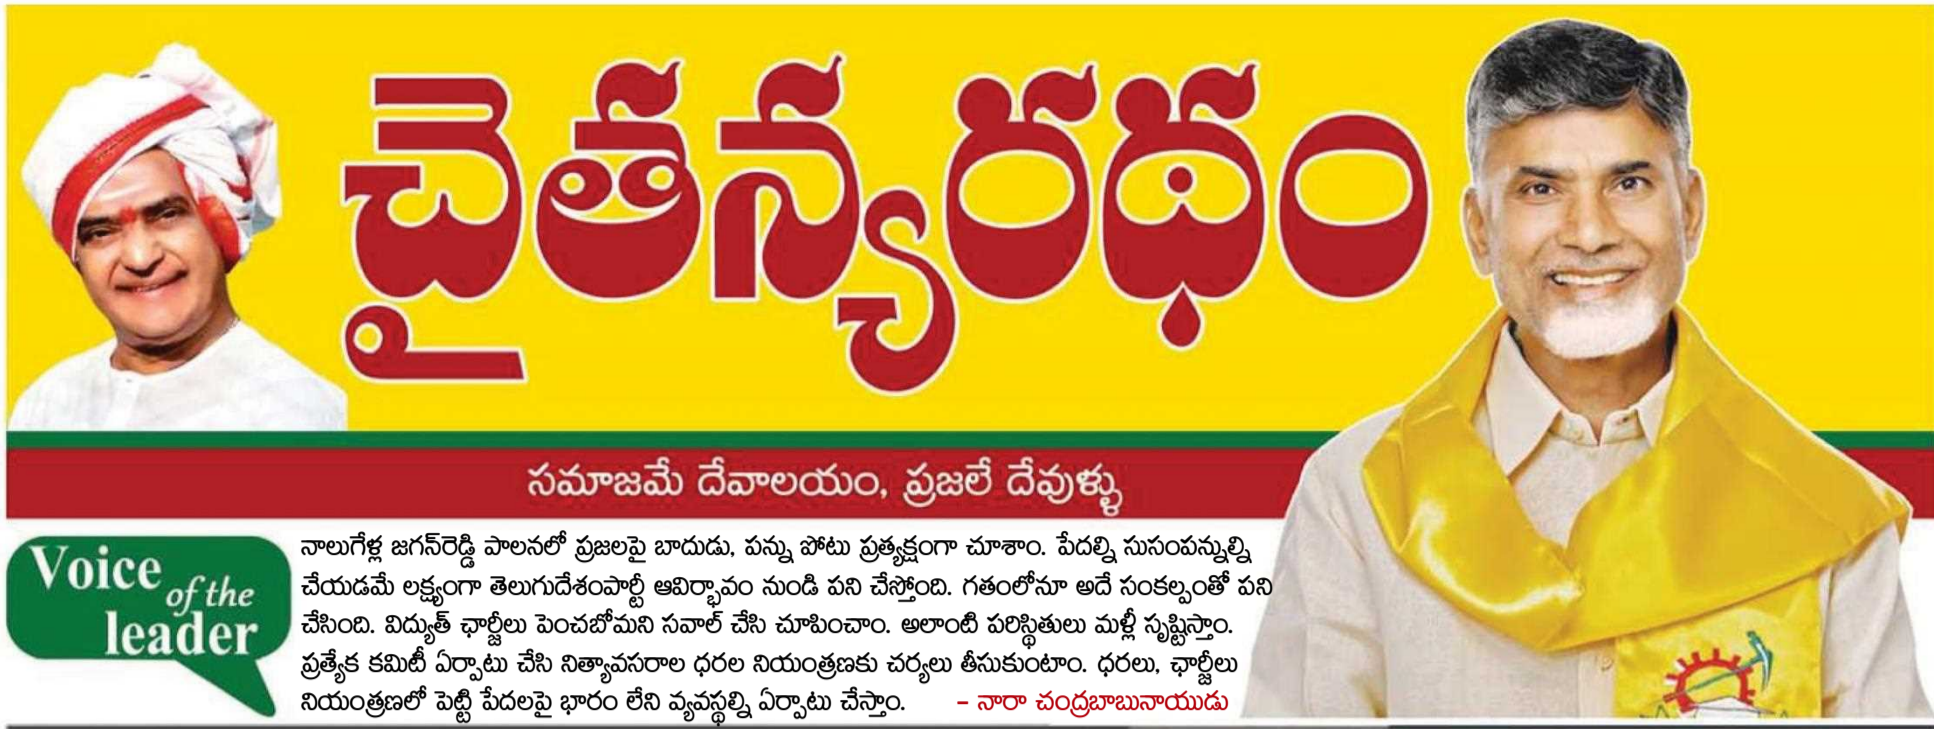 చైతన్యరథం
సమాజమే దేవాలయం, ప్రజలే దేవుళ్ళు
Voice
of the
leader
నాలుగేళ్ల జగన్‌రెడ్డి పాలనలో ప్రజలపై బాదుడు, పన్ను పోటు ప్రత్యక్షంగా చూశాం. పేదల్ని సుసంపన్నుల్ని
చేయడమే లక్ష్యంగా తెలుగుదేశంపార్టీ ఆవిర్భావం నుండి పని చేస్తోంది. గతంలోనూ అదే సంకల్పంతో పని
చేసింది. విద్యుత్ ఛార్జీలు పెంచబోమని సవాల్ చేసి చూపించాం. అలాంటి పరిస్థితులు మళ్లీ సృష్టిస్తాం.
ప్రత్యేక కమిటీ ఏర్పాటు చేసి నిత్యావసరాల ధరల నియంత్రణకు చర్యలు తీసుకుంటాం. ధరలు, ఛార్జీలు
నియంత్రణలో పెట్టి పేదలపై భారం లేని వ్యవస్థల్ని ఏర్పాటు చేస్తాం. – నారా చంద్రబాబునాయుడు